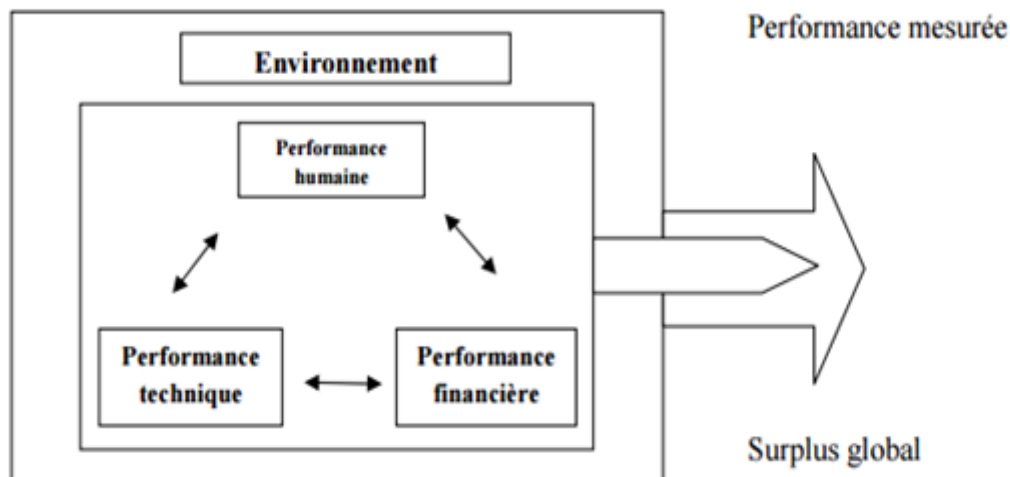 Performance mesurée
Environnement
Performance
humaine
Performance
technique
Performance
financière
Surplus global